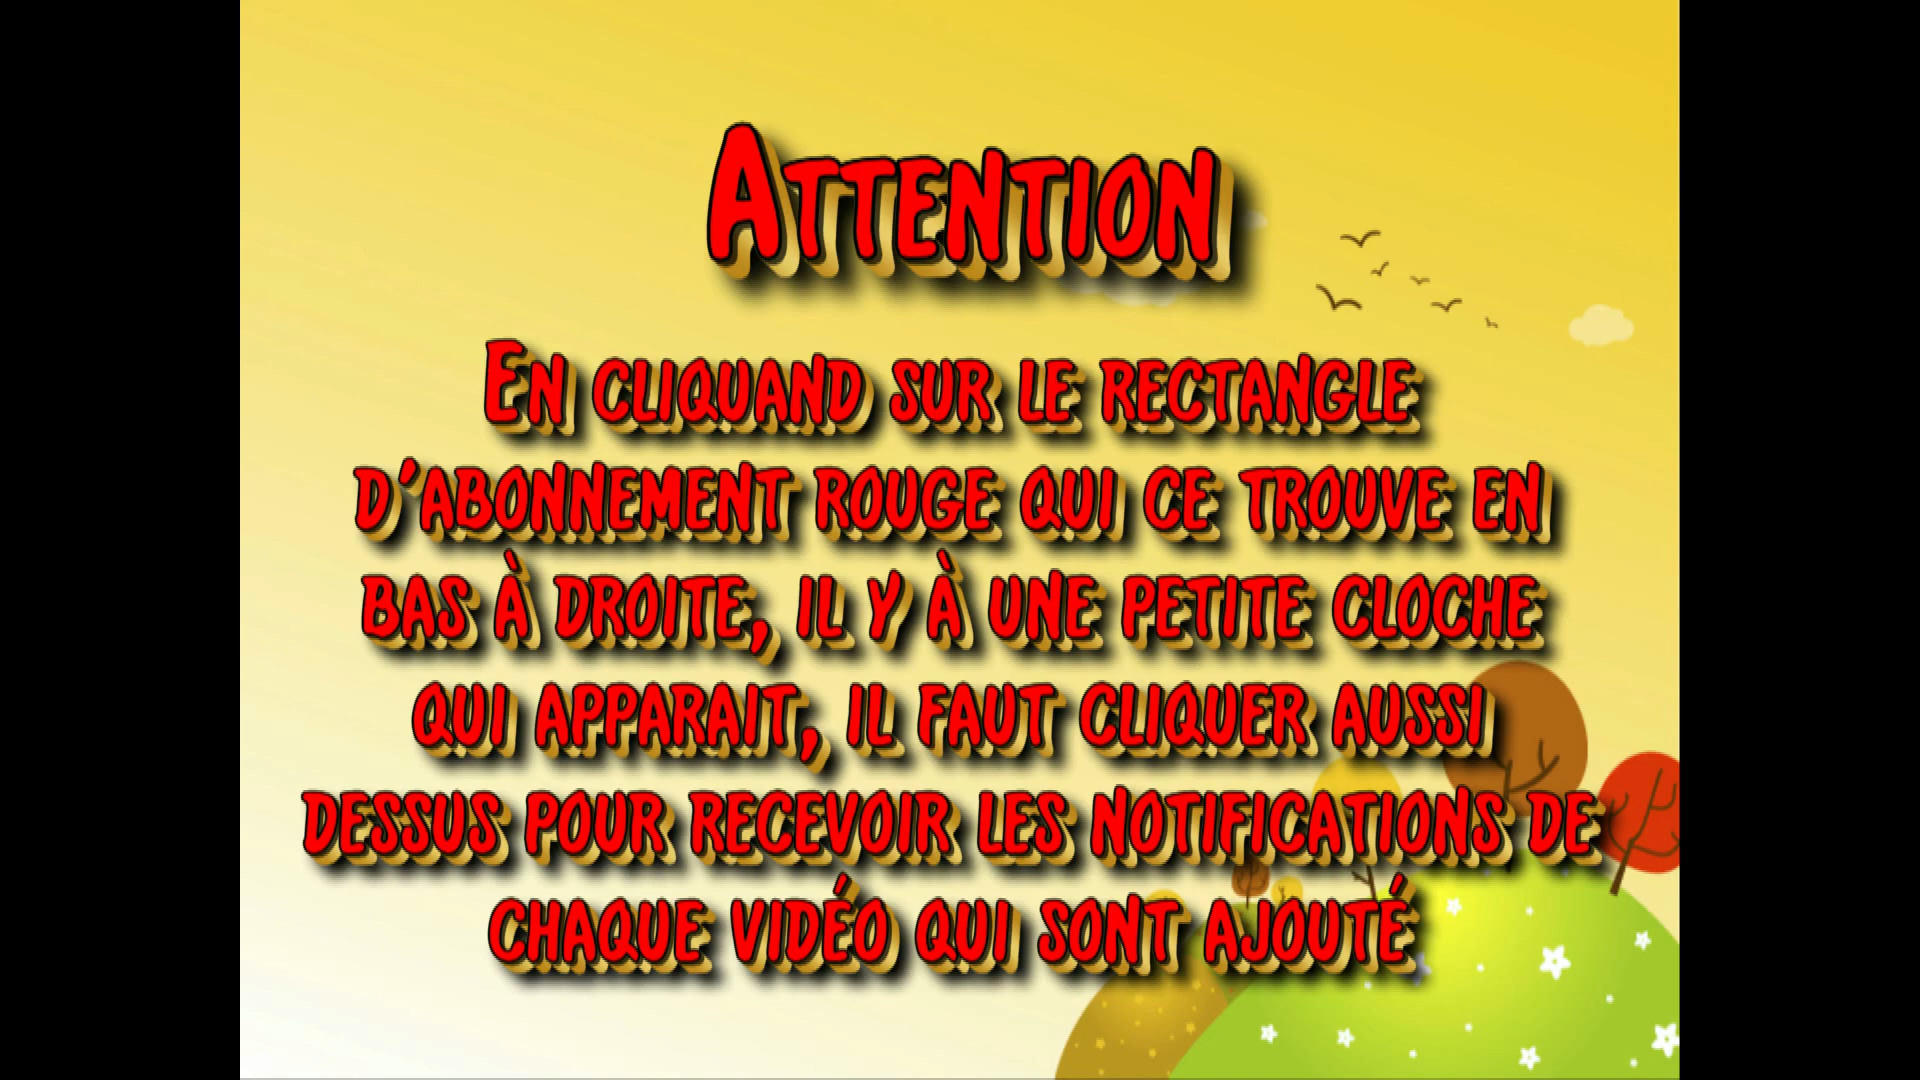 Attention
En cliquand sur le rectangle
d'abonnement rouge qui ce trouve en
bas à droite, il y à une petite cloche
qui apparait, il faut cliquer aussi
dessus pour recevoir les notifications de
chaque vidéo qui sont ajouté